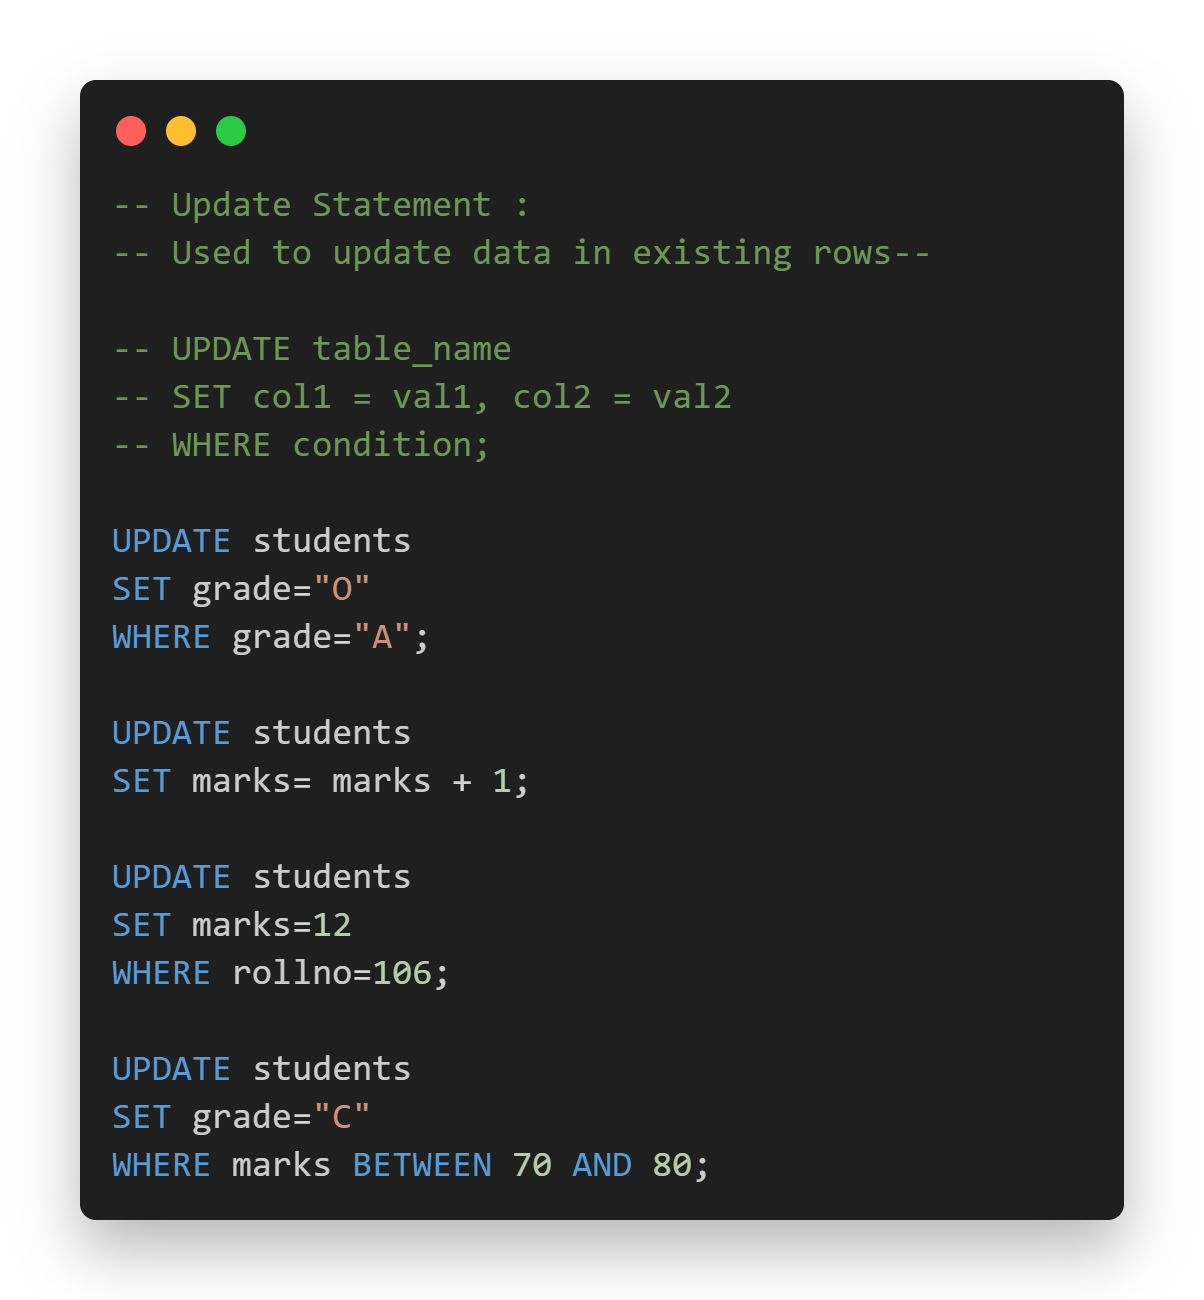 -- Update Statement :
-- Used to update data in existing rows--
-- UPDATE table_name
-- SET col1 = val1, col2 = val2
-- WHERE condition;
UPDATE students
SET grade="O"
WHERE grade="A";
UPDATE students
SET marks= marks + 1;
UPDATE students
SET marks=12
WHERE rollno=106;
UPDATE students
SET grade="C"
WHERE marks BETWEEN 70 AND 80;